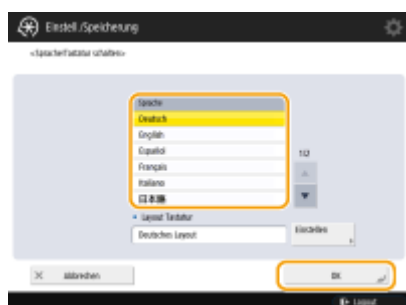 Einstell./Speicherung
<Sprache/Tastatur schalten>
Sprache
Deutsch
English
Español
Français
Italiano
日本語
1/2
Layout Tastatur
Deutsches Layout
Einstellen
Abbrechen
OK
Logout